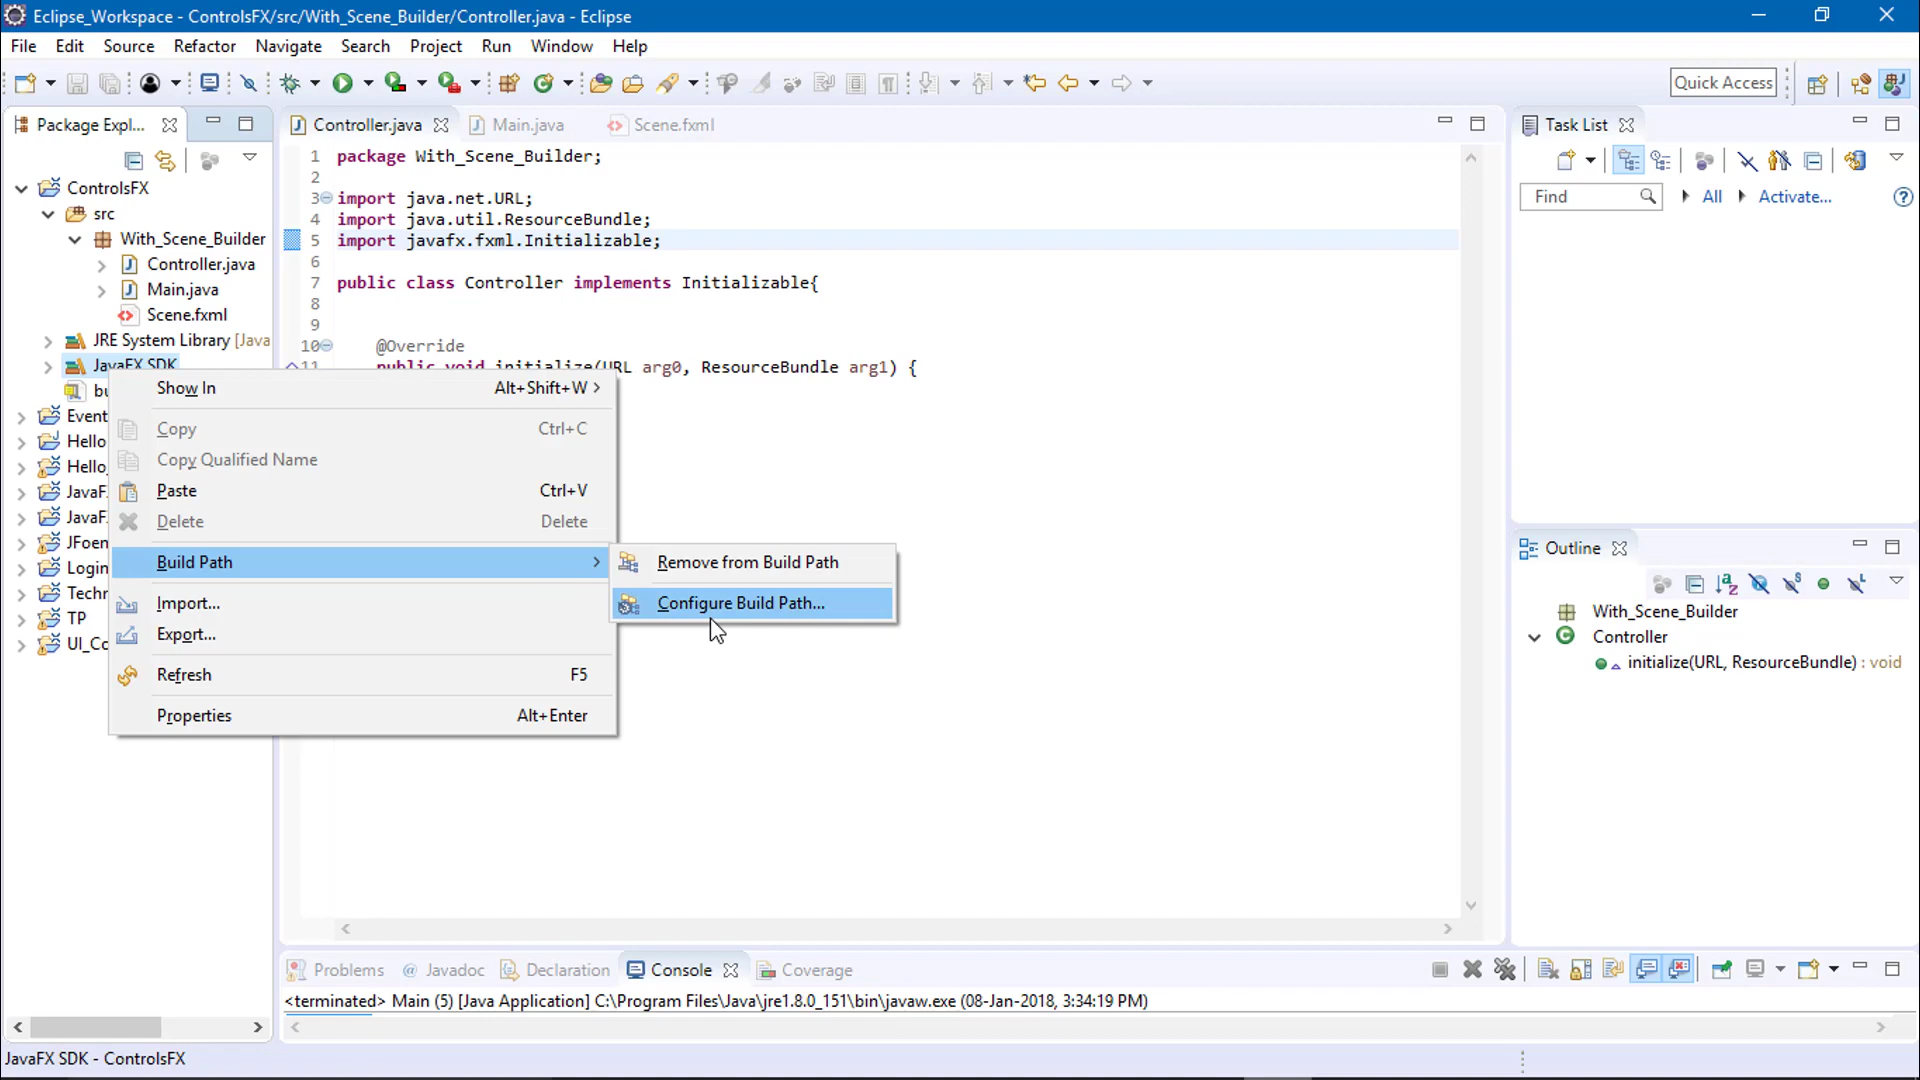 Eclipse_Workspace - ControlsFX/src/With_Scene_Builder/Controller.java - Eclipse
File Edit Source Refactor Navigate Search Project Run Window Help
Quick Access
Package Expl...
ControlsFX
src
With_Scene_Builder
Controller.java
Main.java
Scene.fxml
JRE System Library [Java
JavaFX SDK
bu
Event
Hello
Hello
JavaF
JavaF
JFoen
Login
Techr
TP
UI_Cc
Show In Alt+Shift+W
Copy Ctrl+C
Copy Qualified Name
Paste Ctrl+V
Delete Delete
Build Path
Import...
Export...
Refresh F5
Properties Alt+Enter
Remove from Build Path
Configure Build Path...
Controller.java Main.java Scene.fxml
1 package With_Scene_Builder;
2
3 import java.net.URL;
4 import java.util.ResourceBundle;
5 import javafx.fxml.Initializable;
6
7 public class Controller implements Initializable{
8
9
10 @Override
11 public void initialize(URL arg0, ResourceBundle arg1) {
Task List
Find All Activate...
Outline
With_Scene_Builder
Controller
initialize(URL, ResourceBundle) : void
Problems @ Javadoc Declaration Console Coverage
<terminated> Main (5) [Java Application] C:\Program Files\Java\jre1.8.0_151\bin\javaw.exe (08-Jan-2018, 3:34:19 PM)
JavaFX SDK - ControlsFX